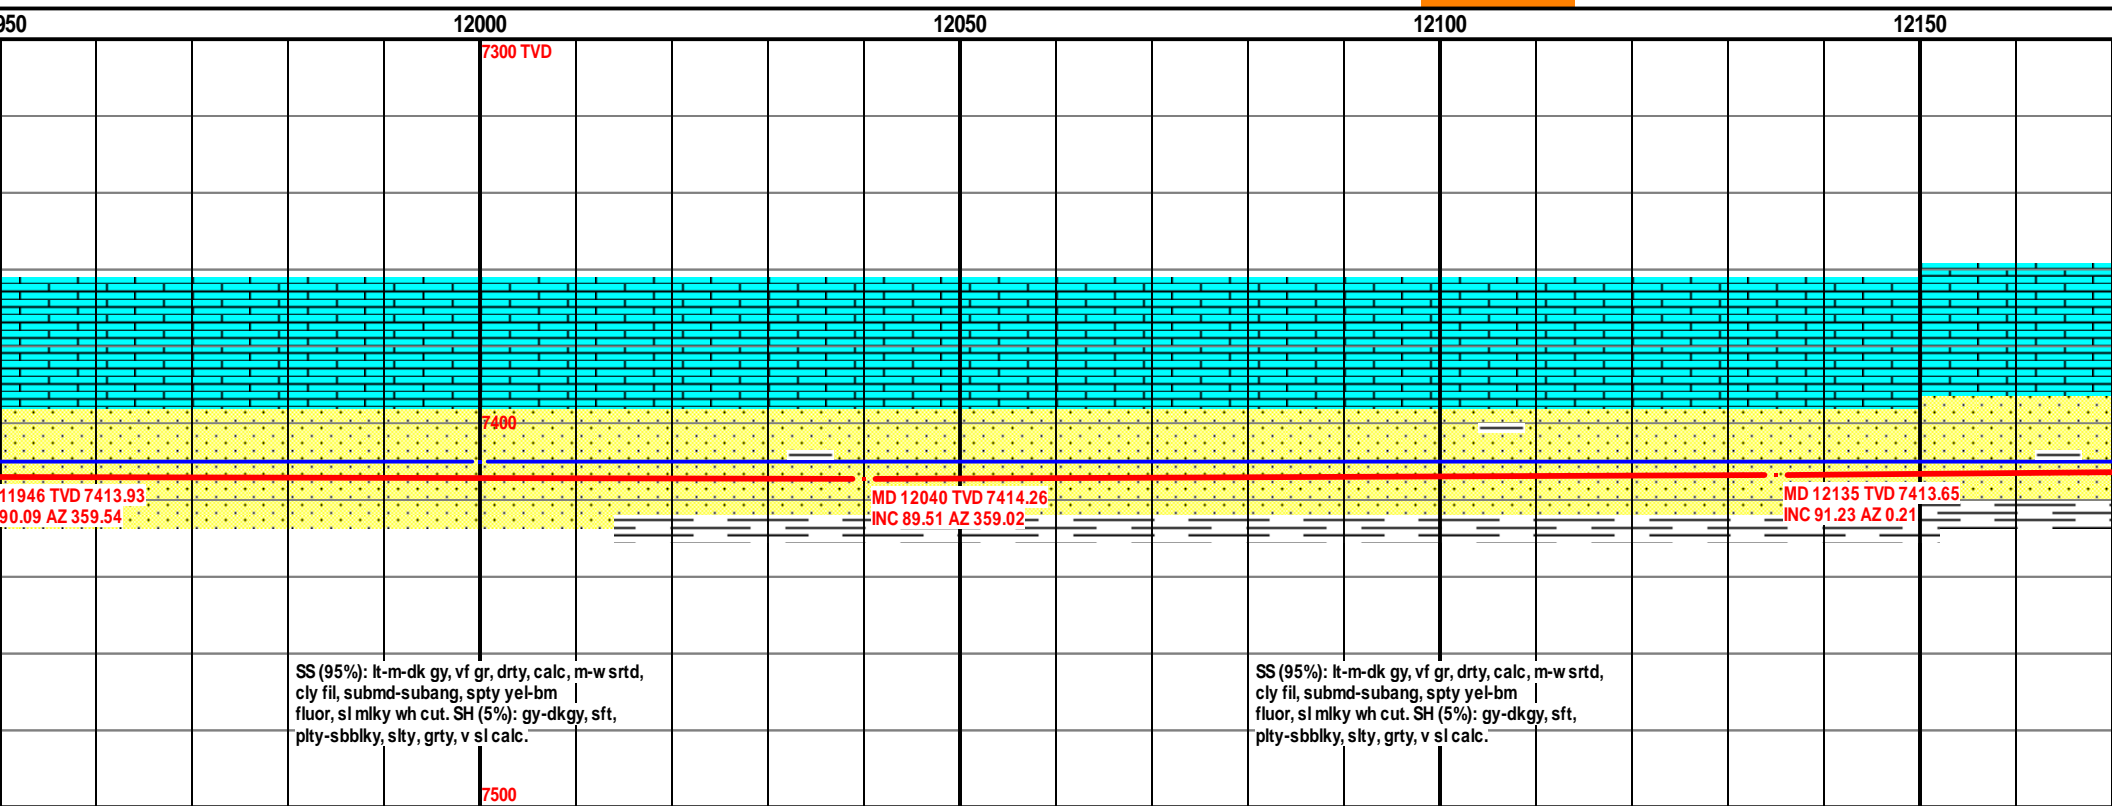 950 12000 12050 12100 12150
7300 TVD
7400
11946 TVD 7413.93
90.09 AZ 359.54
MD 12040 TVD 7414.26
INC 89.51 AZ 359.02
MD 12135 TVD 7413.65
INC 91.23 AZ 0.21
SS (95%): lt-m-dk gy, vf gr, drty, calc, m-w srtd,
cly fil, submd-subang, spty yel-brn
fluor, sl mlky wh cut. SH (5%): gy-dkgy, sft,
plty-sbblky, slty, grty, v sl calc.
SS (95%): lt-m-dk gy, vf gr, drty, calc, m-w srtd,
cly fil, submd-subang, spty yel-brn
fluor, sl mlky wh cut. SH (5%): gy-dkgy, sft,
plty-sbblky, slty, grty, v sl calc.
7500